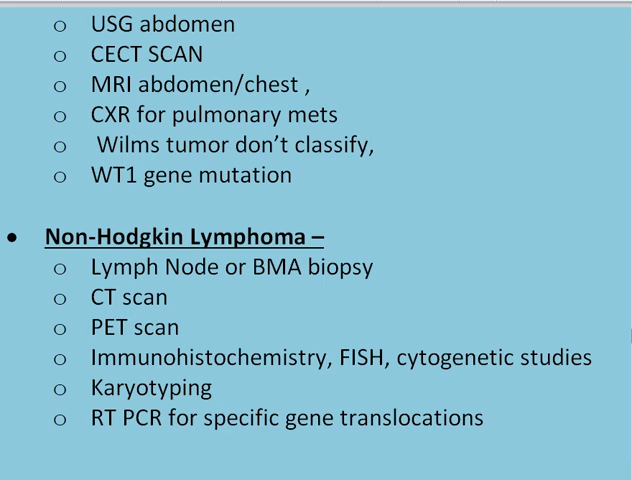 o USG abdomen
o CECT SCAN
o MRI abdomen/chest ,
o CXR for pulmonary mets
o Wilms tumor don’t classify,
o WT1 gene mutation
• Non-Hodgkin Lymphoma –
o Lymph Node or BMA biopsy
o CT scan
o PET scan
o Immunohistochemistry, FISH, cytogenetic studies
o Karyotyping
o RT PCR for specific gene translocations